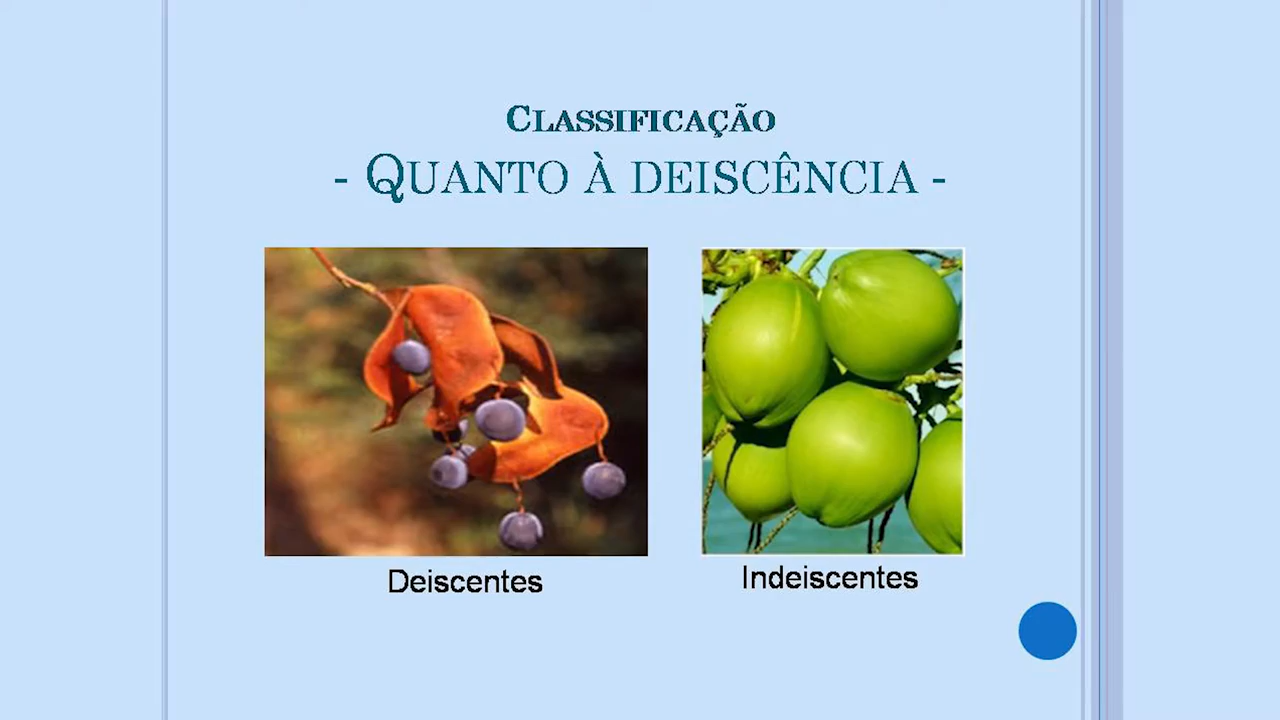 Classificação
- Quanto à deiscência -
Deiscentes
Indeiscentes